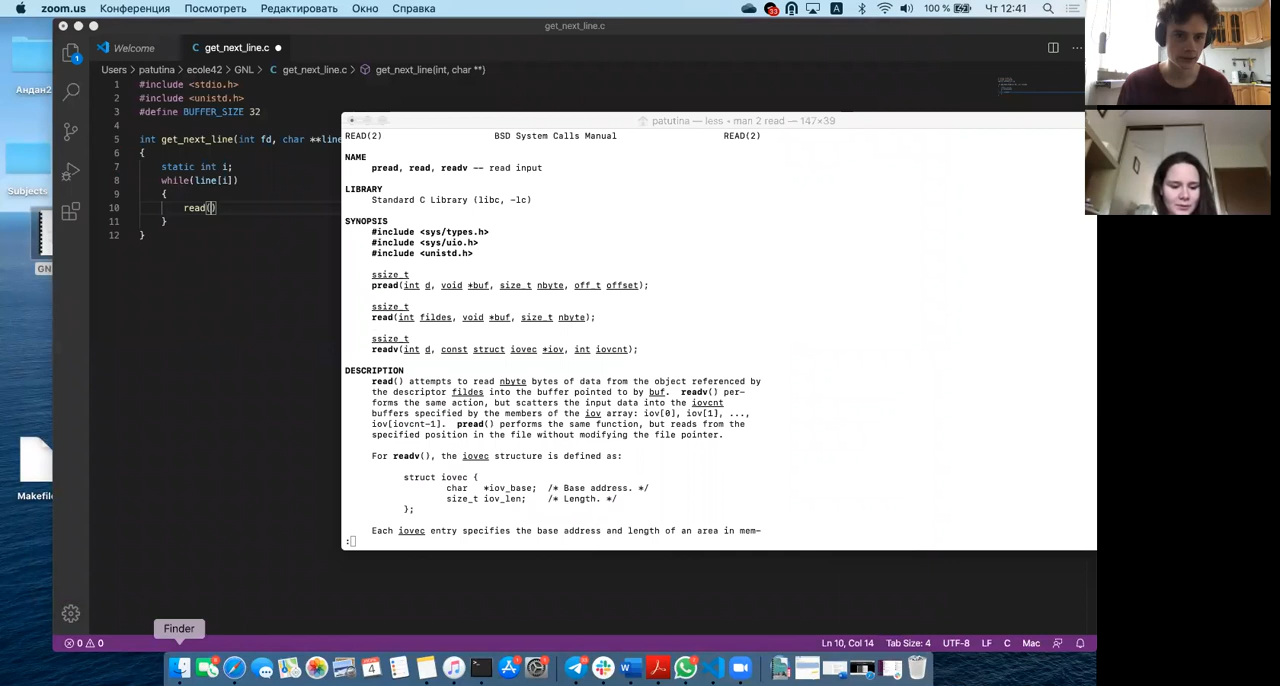 zoom.us Конференция Посмотреть Редактировать Окно Справка
33 A 100 % Чт 12:41
get_next_line.c
Welcome
C get_next_line.c
Users > patutina > ecole42 > GNL > C get_next_line.c > get_next_line(int, char **)
1 #include <stdio.h>
2 #include <unistd.h>
3 #define BUFFER_SIZE 32
4
5 int get_next_line(int fd, char **line
6 {
7 static int i;
8 while(line[i])
9 {
10 read()
11 }
12 }
1
Андан2
Subjects
GN
Makefile
patutina — less ◂ man 2 read — 147×39
READ(2) BSD System Calls Manual READ(2)
NAME
pread, read, readv -- read input
LIBRARY
Standard C Library (libc, -lc)
SYNOPSIS
#include <sys/types.h>
#include <sys/uio.h>
#include <unistd.h>
ssize_t
pread(int d, void *buf, size_t nbyte, off_t offset);
ssize_t
read(int fildes, void *buf, size_t nbyte);
ssize_t
readv(int d, const struct iovec *iov, int iovcnt);
DESCRIPTION
read() attempts to read nbyte bytes of data from the object referenced by
the descriptor fildes into the buffer pointed to by buf. readv() per-
forms the same action, but scatters the input data into the iovcnt
buffers specified by the members of the iov array: iov[0], iov[1], ...,
iov[iovcnt-1]. pread() performs the same function, but reads from the
specified position in the file without modifying the file pointer.
For readv(), the iovec structure is defined as:
struct iovec {
char *iov_base; /* Base address. */
size_t iov_len; /* Length. */
};
Each iovec entry specifies the base address and length of an area in mem-
:
Finder
0 0
Ln 10, Col 14 Tab Size: 4 UTF-8 LF C Mac